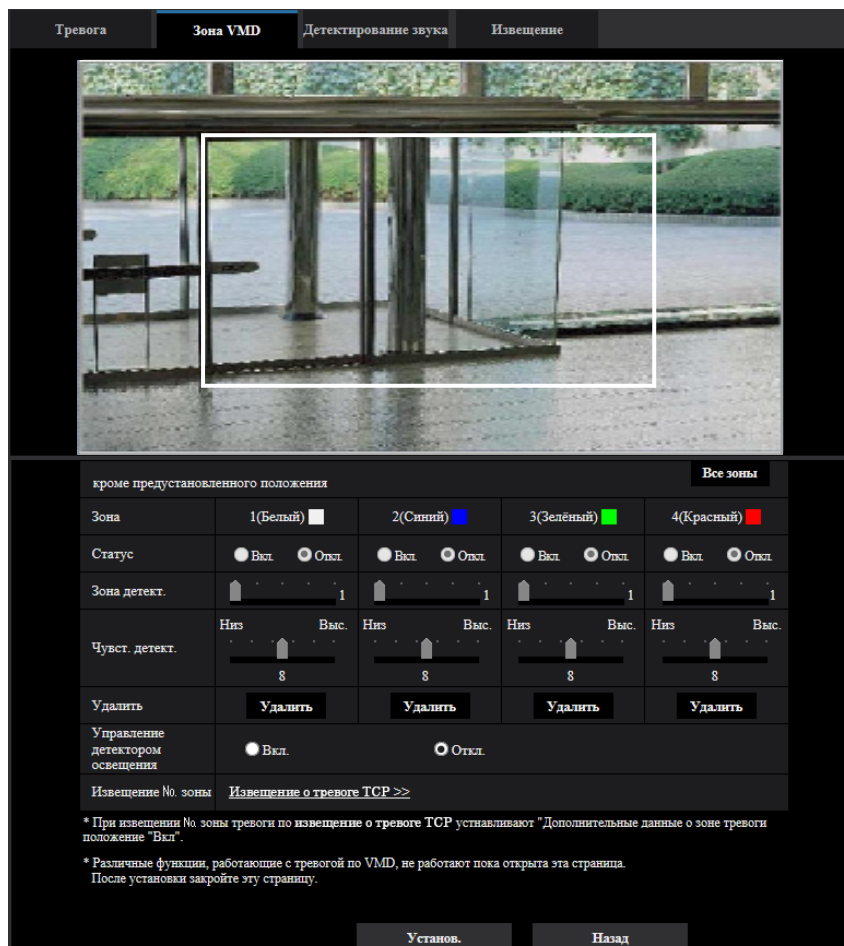 Тревога Зона VMD Детектирование звука Извещение
Все зоны
кроме предустановленного положения
Зона 1(Белый) 2(Синий) 3(Зелёный) 4(Красный)
Статус Вкл. Откл. Вкл. Откл. Вкл. Откл. Вкл. Откл.
Зона детект. 1 1 1 1
Низ Выс. Низ Выс. Низ Выс. Низ Выс.
Чувст. детект.
8 8 8 8
Удалить Удалить Удалить Удалить Удалить
Управление
детектором
освещения
Вкл. Откл.
Извещение №. зоны Извещение о тревоге TCP >>
* При извещении №. зоны тревоги по извещение о тревоге TCP устнавливают "Дополнительные данные о зоне тревоги
положение "Вкл".
* Различные функции, работающие с тревогой по VMD, не работают пока открыта эта страница.
После установки закройте эту страницу.
Установ. Назад